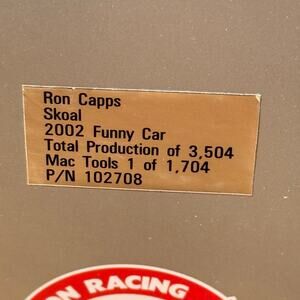 Ron Capps
Skoal
2002 Funny Car
Total Production of 3,504
Mac Tools 1 of 1,704
P/N 102708
ON RACING